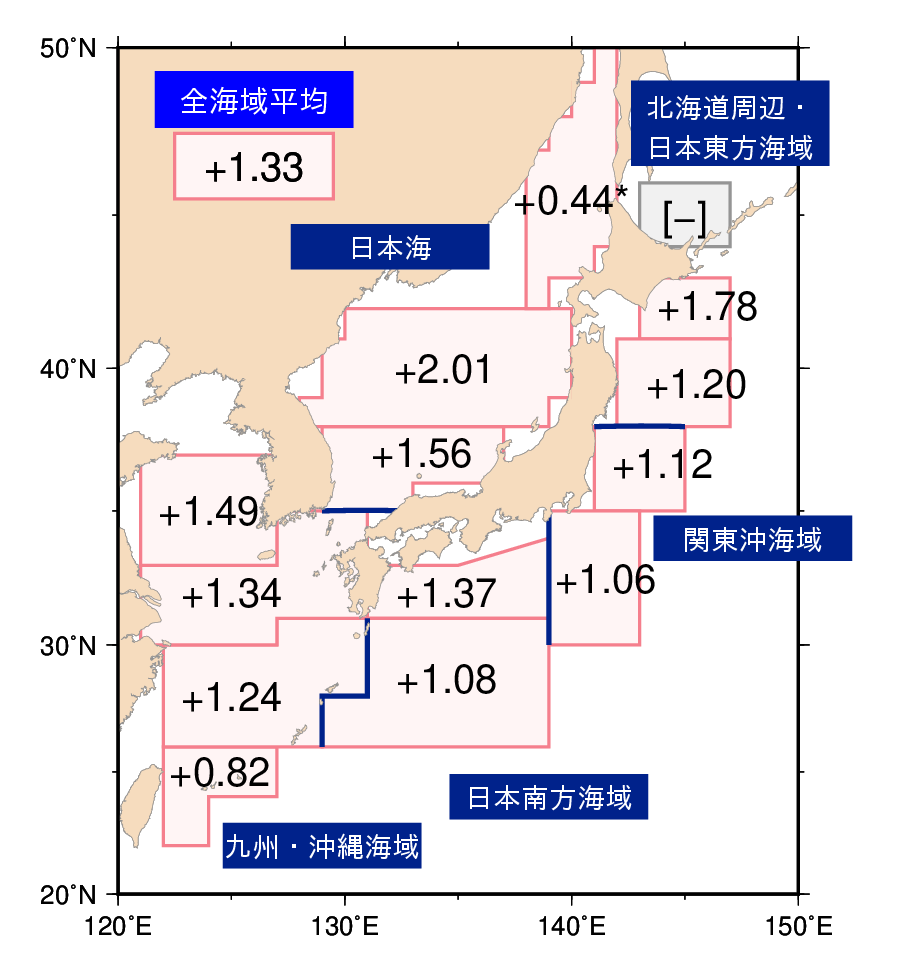 50°N
全海域平均
+1.33
北海道周辺・
日本東方海域
+0.44*
[–]
日本海
+1.78
40°N
+2.01
+1.20
+1.56
+1.12
+1.49
関東沖海域
+1.34
+1.37
+1.06
30°N
+1.24
+1.08
+0.82
日本南方海域
九州・沖縄海域
20°N
120°E
130°E
140°E
150°E